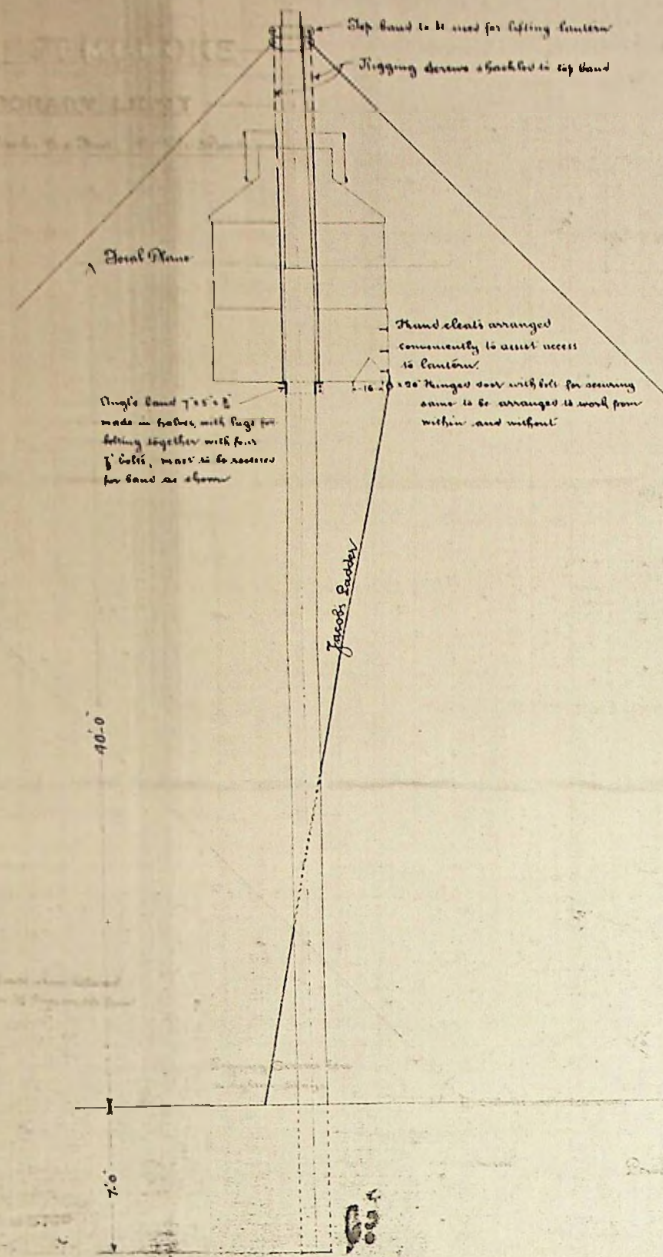 Top band to be used for lifting lantern
Rigging screws shackled to top band
Focal Plane
Hand cleats arranged
conveniently to assist access
to lantern.
Hinged door with bolt for securing
same to be arranged to work from
within and without
Angle band 7" x 5" x
made in halves, with lugs for
bolting together with four
bolts, mast to be
for band as shown
Jacobs Ladder
40'-0"
7'-0"